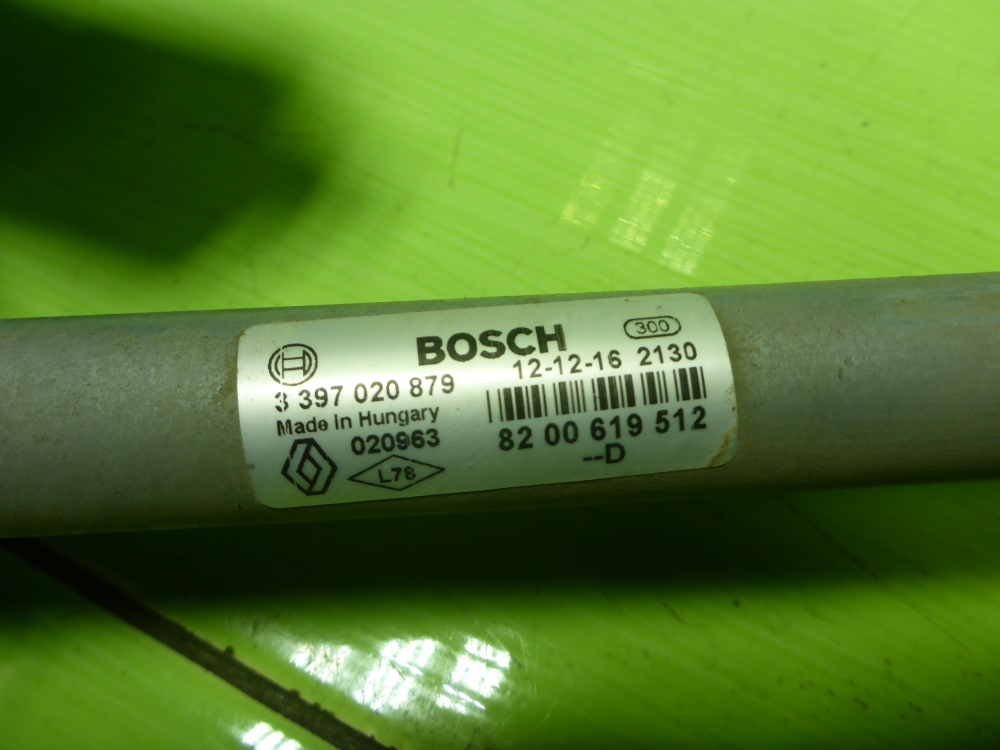 BOSCH
300
12-12-16 2130
3 397 020 879
Made in Hungary
020963
L78
82 00 619 512
--D